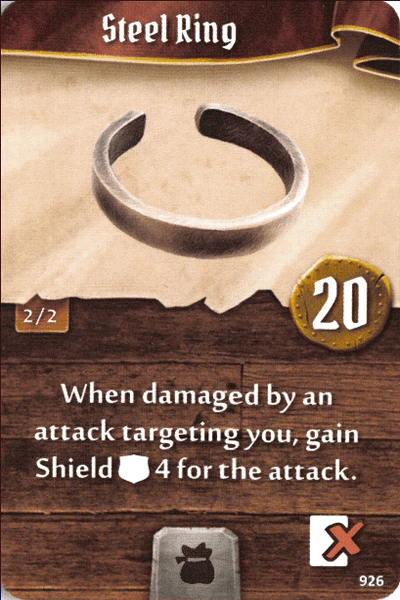 Steel Ring
2/2
20
When damaged by an
attack targeting you, gain
Shield 4 for the attack.
926